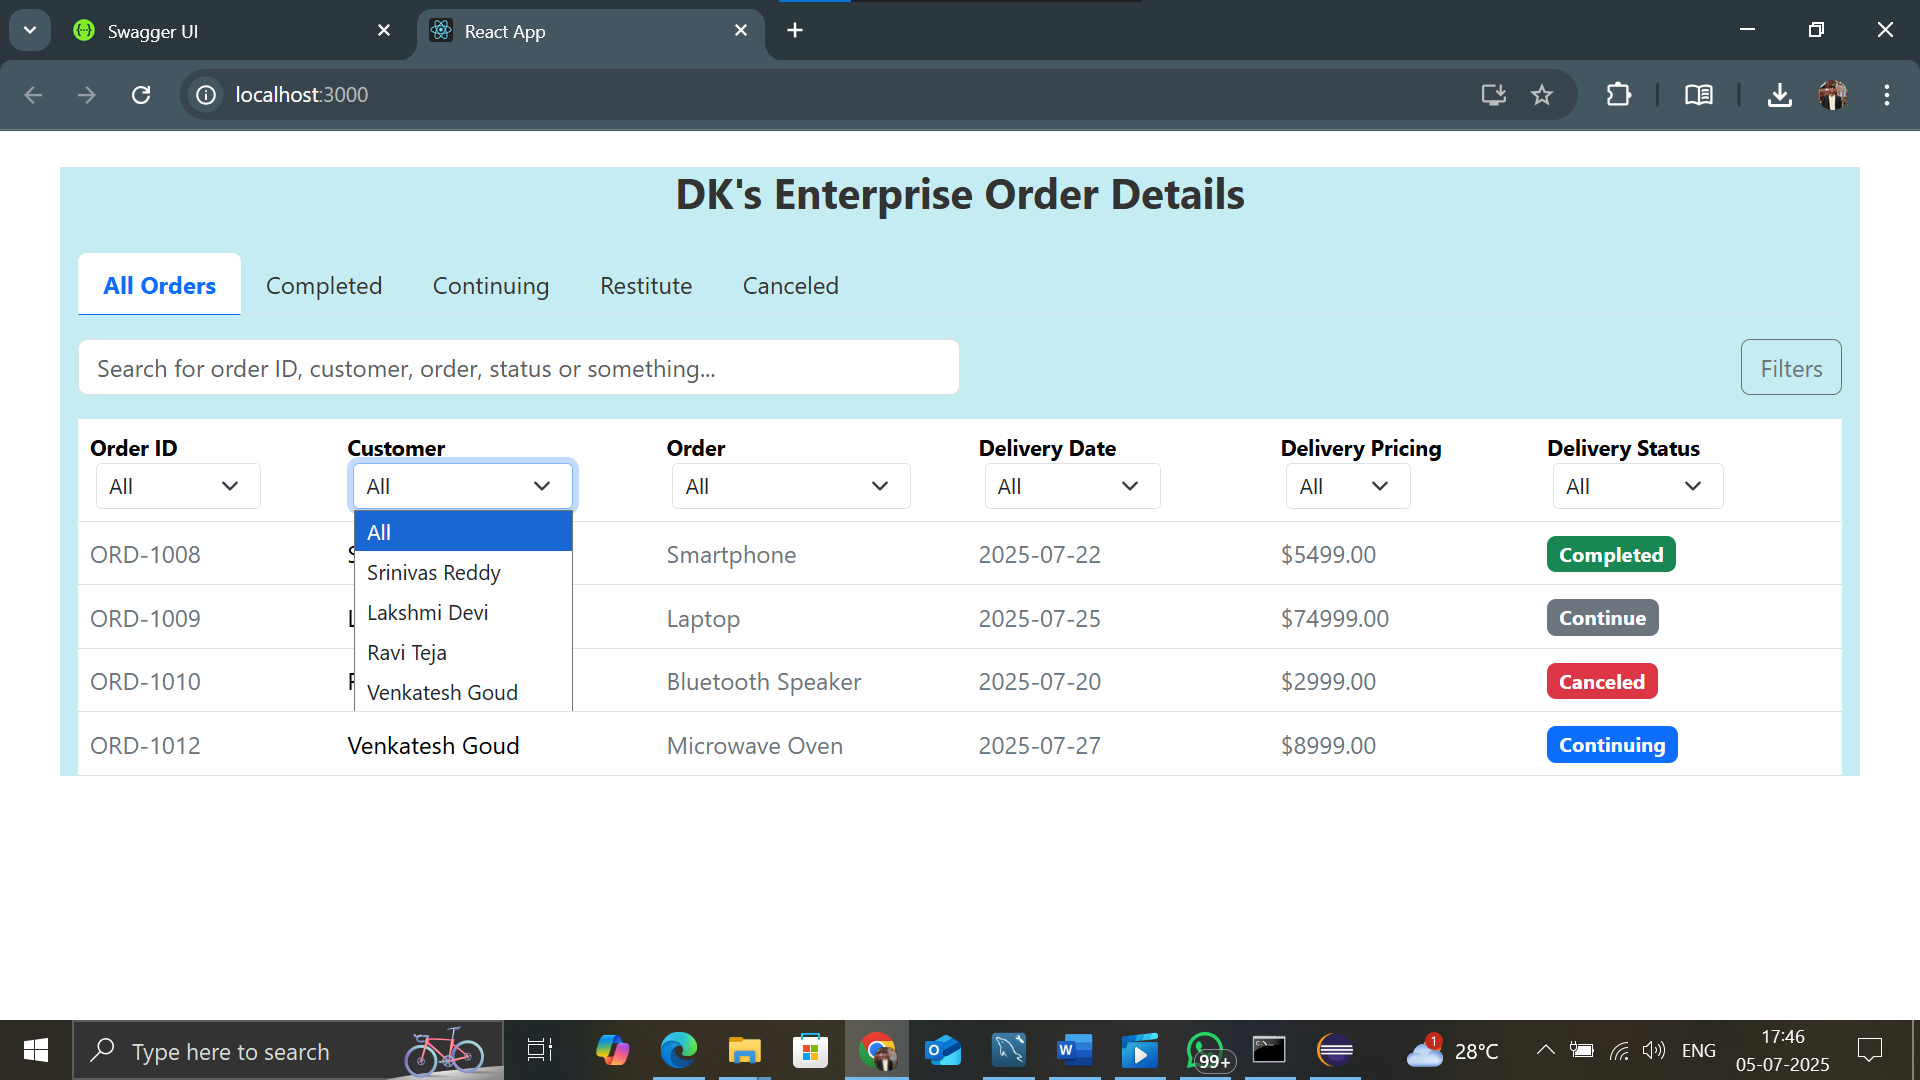 Swagger UI
React App
localhost:3000
DK's Enterprise Order Details
All Orders Completed Continuing Restitute Canceled
Search for order ID, customer, order, status or something...
Filters
Order ID Customer Order Delivery Date Delivery Pricing Delivery Status
All All All All All All
All
ORD-1008 Smartphone 2025-07-22 $5499.00 Completed
Srinivas Reddy
Lakshmi Devi
ORD-1009 Laptop 2025-07-25 $74999.00 Continue
Ravi Teja
ORD-1010 Bluetooth Speaker 2025-07-20 $2999.00 Canceled
Venkatesh Goud
ORD-1012 Venkatesh Goud Microwave Oven 2025-07-27 $8999.00 Continuing
Type here to search
99+
1
28°C
ENG
17:46
05-07-2025